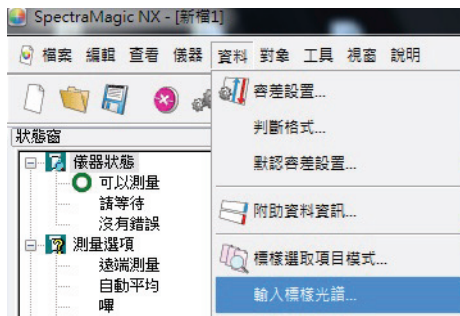 SpectraMagic NX - [新檔1]
檔案 編輯 查看 儀器 資料 對象 工具 視窗 說明
容差設置...
判斷格式...
默認容差設置...
附助資料資訊...
標樣選取項目模式...
輸入標樣光譜...
狀態窗
儀器狀態
可以測量
請等待
沒有錯誤
測量選項
遠端測量
自動平均
嗶